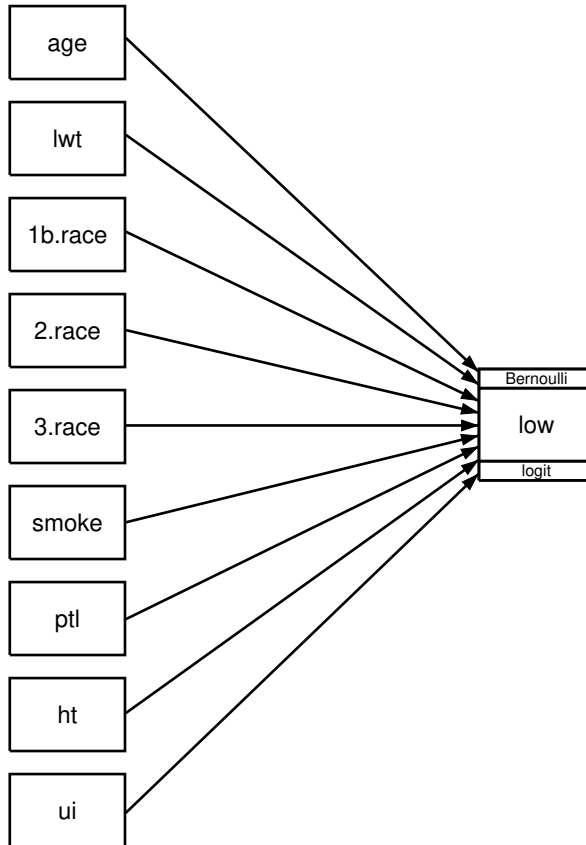 age
lwt
1b.race
2.race
3.race
smoke
ptl
ht
ui
Bernoulli
low
logit